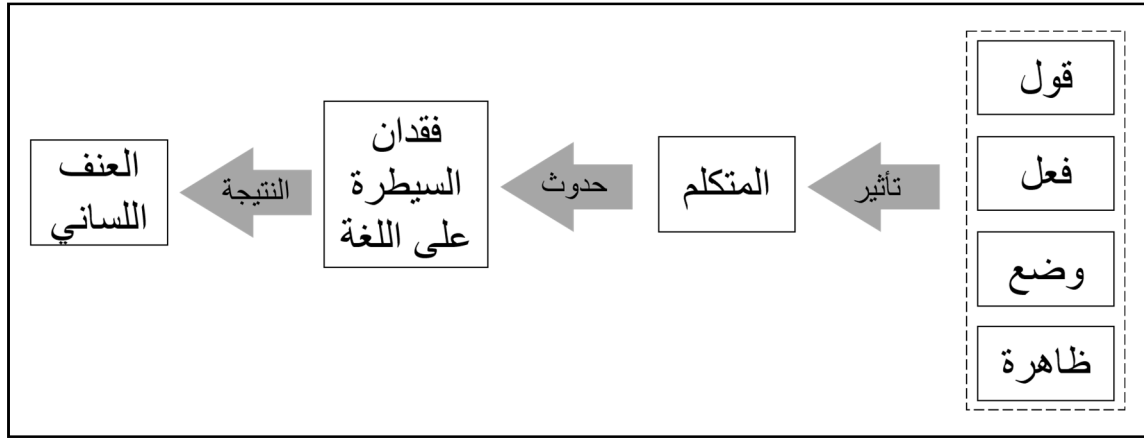 قول
فعل
وضع
ظاهرة
تأثير
المتكلم
حدوث
فقدان
السيطرة
على اللغة
النتيجة
العنف
اللساني